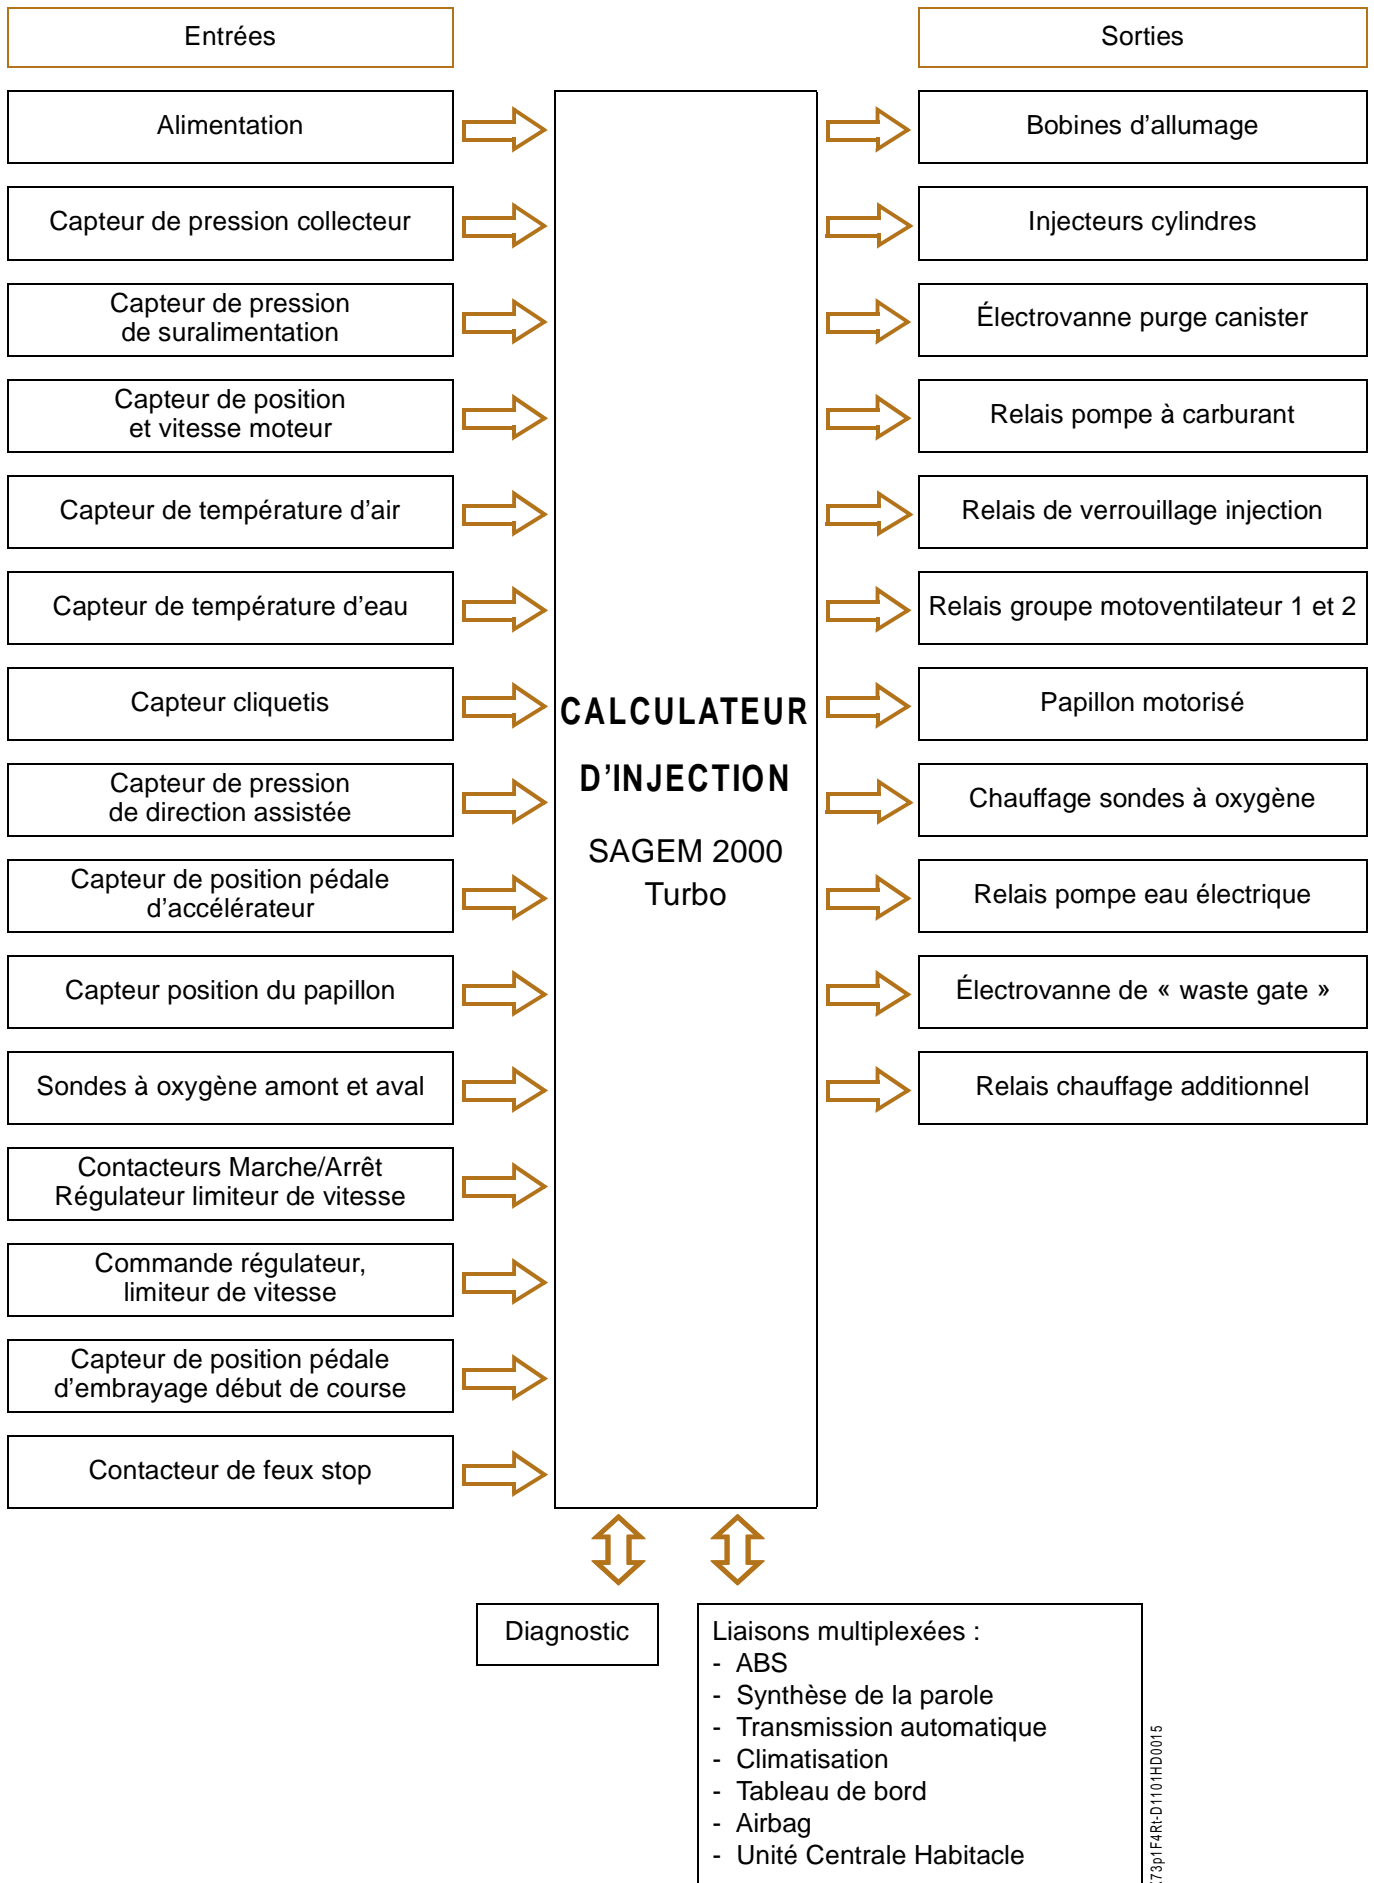 Entrées
Sorties
Alimentation
Capteur de pression collecteur
Capteur de pression
de suralimentation
Capteur de position
et vitesse moteur
Capteur de température d’air
Capteur de température d’eau
Capteur cliquetis
Capteur de pression
de direction assistée
Capteur de position pédale
d’accélérateur
Capteur position du papillon
Sondes à oxygène amont et aval
Contacteurs Marche/Arrêt
Régulateur limiteur de vitesse
Commande régulateur,
limiteur de vitesse
Capteur de position pédale
d’embrayage début de course
Contacteur de feux stop
CALCULATEUR
D’INJECTION
SAGEM 2000
Turbo
Bobines d’allumage
Injecteurs cylindres
Électrovanne purge canister
Relais pompe à carburant
Relais de verrouillage injection
Relais groupe motoventilateur 1 et 2
Papillon motorisé
Chauffage sondes à oxygène
Relais pompe eau électrique
Électrovanne de « waste gate »
Relais chauffage additionnel
Diagnostic
Liaisons multiplexées :
- ABS
- Synthèse de la parole
- Transmission automatique
- Climatisation
- Tableau de bord
- Airbag
- Unité Centrale Habitacle
73p1F4Rt-D1101HD0015